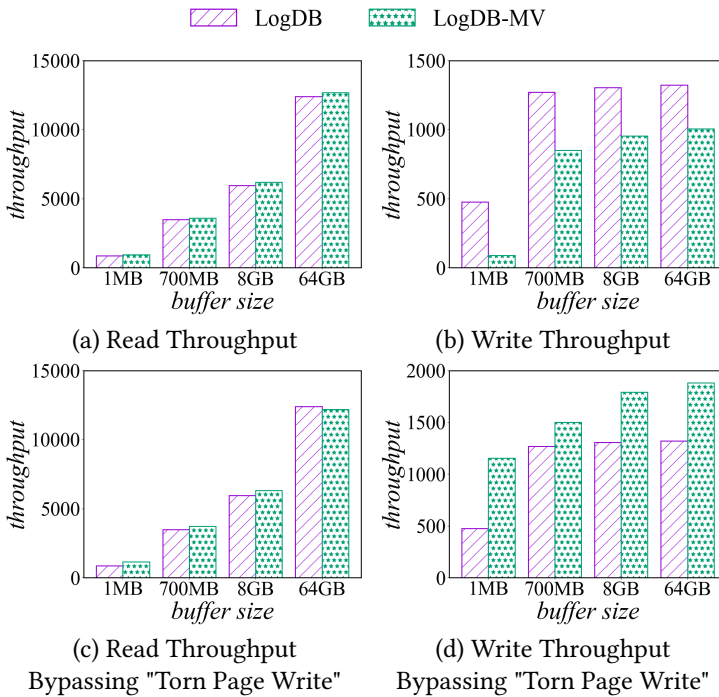 LogDB LogDB-MV
15000
10000
5000
0
throughput
1MB 700MB 8GB 64GB
buffer size
(a) Read Throughput
1500
1000
500
0
throughput
1MB 700MB 8GB 64GB
buffer size
(b) Write Throughput
15000
10000
5000
0
throughput
1MB 700MB 8GB 64GB
buffer size
(c) Read Throughput
Bypassing "Torn Page Write"
2000
1500
1000
500
0
throughput
1MB 700MB 8GB 64GB
buffer size
(d) Write Throughput
Bypassing "Torn Page Write"